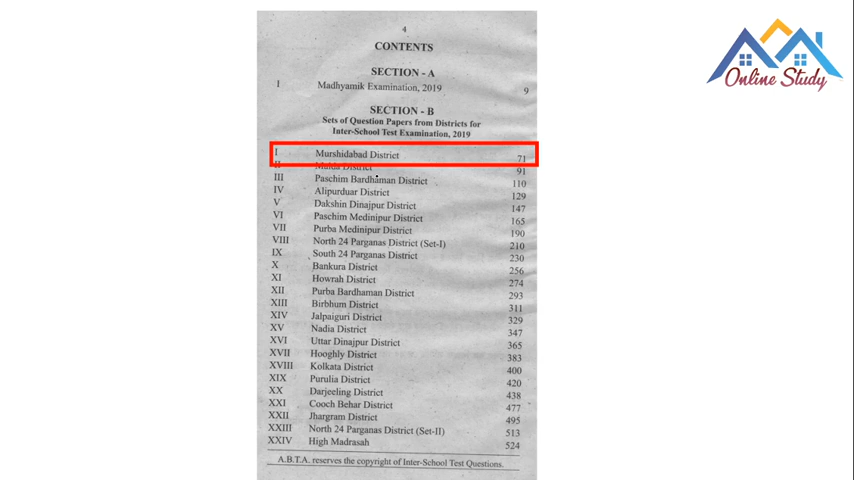 4
CONTENTS
SECTION - A
I Madhyamik Examination, 2019 9
SECTION - B
Sets of Question Papers from Districts for
Inter-School Test Examination, 2019
I Murshidabad District 71
II Malda District 91
III Paschim Bardhaman District 110
IV Alipurduar District 129
V Dakshin Dinajpur District 147
VI Paschim Medinipur District 165
VII Purba Medinipur District 190
VIII North 24 Parganas District (Set-I) 210
IX South 24 Parganas District 230
X Bankura District 256
XI Howrah District 274
XII Purba Bardhaman District 293
XIII Birbhum District 311
XIV Jalpaiguri District 329
XV Nadia District 347
XVI Uttar Dinajpur District 365
XVII Hooghly District 383
XVIII Kolkata District 400
XIX Purulia District 420
XX Darjeeling District 438
XXI Cooch Behar District 477
XXII Jhargram District 495
XXIII North 24 Parganas District (Set-II) 513
XXIV High Madrasah 524
A.B.T.A. reserves the copyright of Inter-School Test Questions.
Online Study